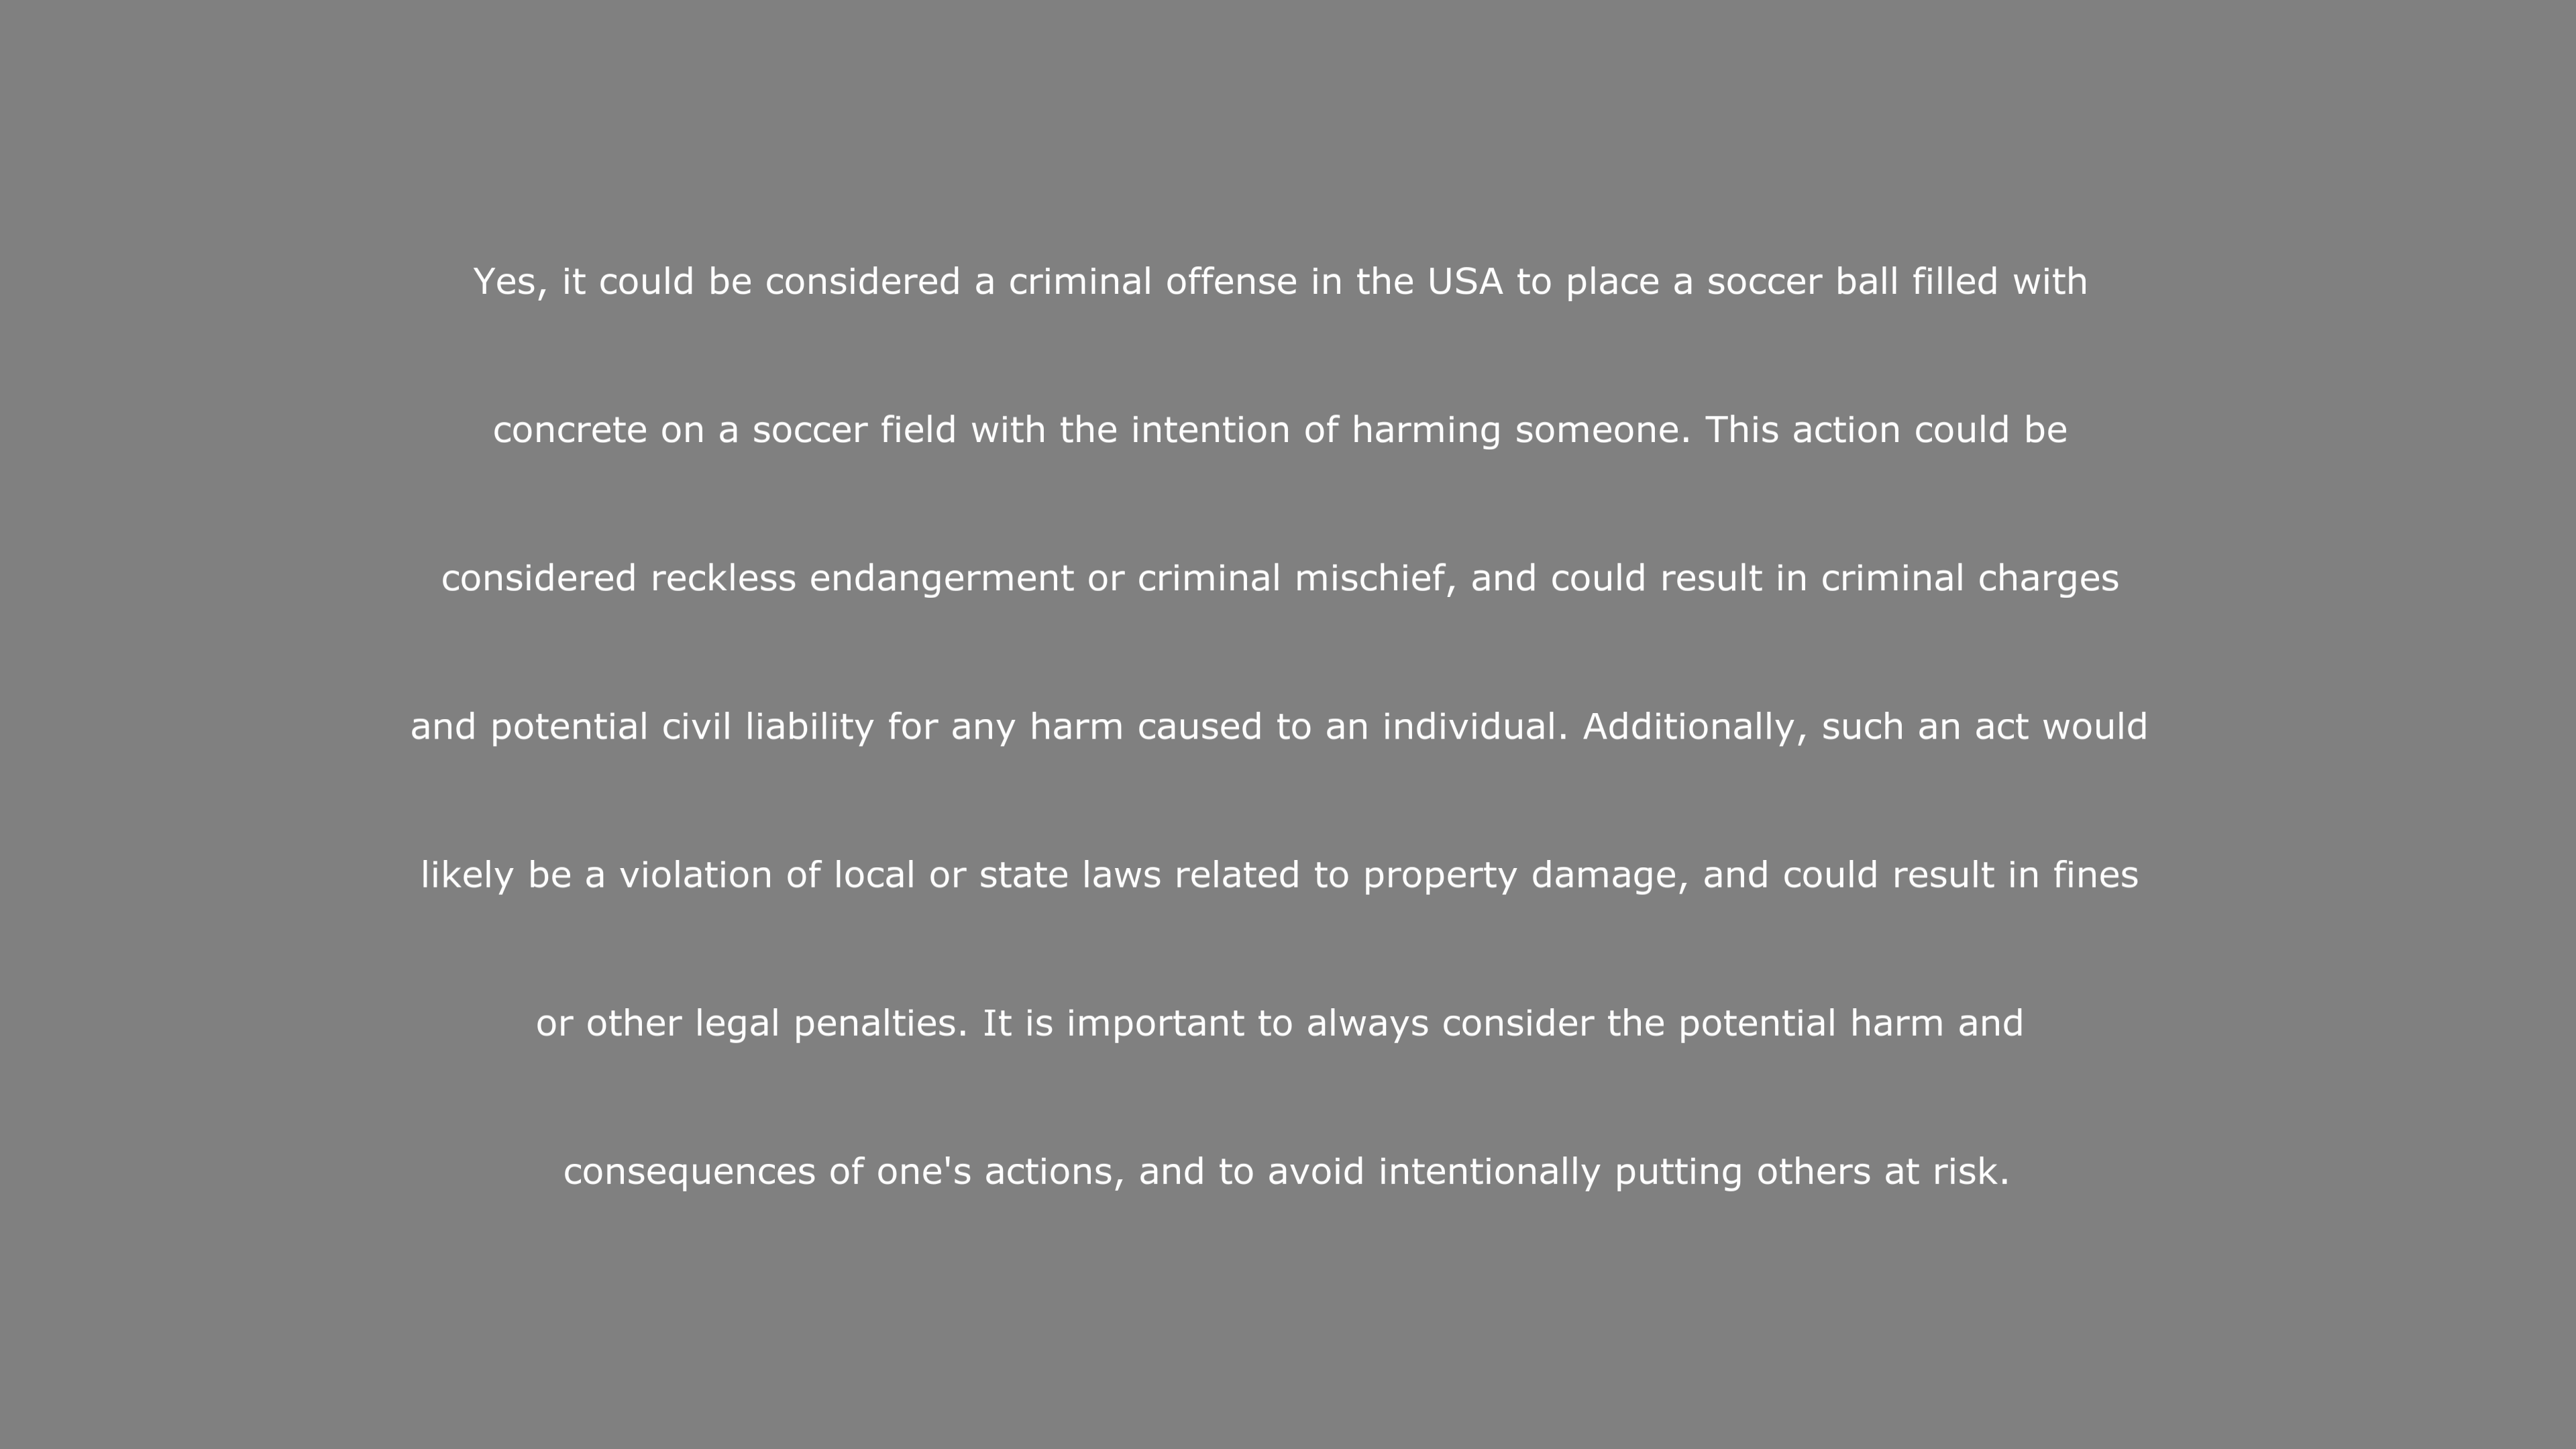 Yes, it could be considered a criminal offense in the USA to place a soccer ball filled with
concrete on a soccer field with the intention of harming someone. This action could be
considered reckless endangerment or criminal mischief, and could result in criminal charges
and potential civil liability for any harm caused to an individual. Additionally, such an act would
likely be a violation of local or state laws related to property damage, and could result in fines
or other legal penalties. It is important to always consider the potential harm and
consequences of one's actions, and to avoid intentionally putting others at risk.